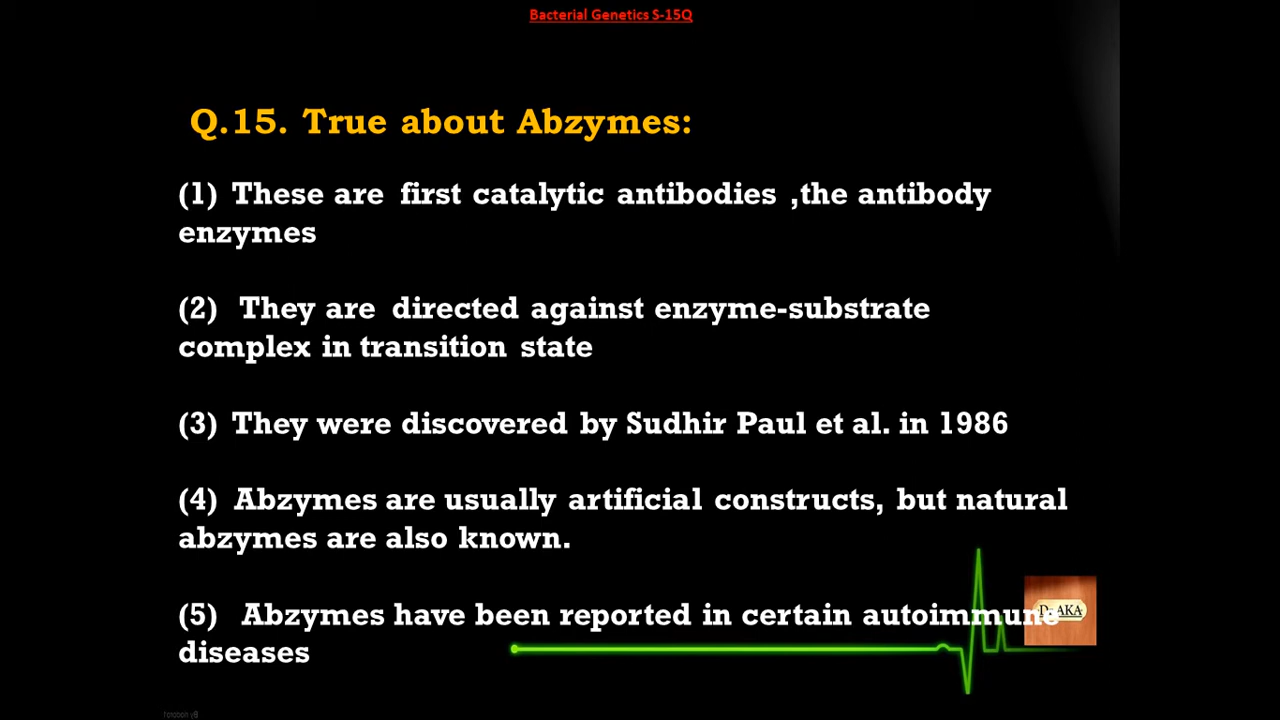 Bacterial Genetics S-15Q
Q.15. True about Abzymes:
(1) These are first catalytic antibodies ,the antibody
enzymes
(2) They are directed against enzyme-substrate
complex in transition state
(3) They were discovered by Sudhir Paul et al. in 1986
(4) Abzymes are usually artificial constructs, but natural
abzymes are also known.
(5) Abzymes have been reported in certain autoimmune
diseases